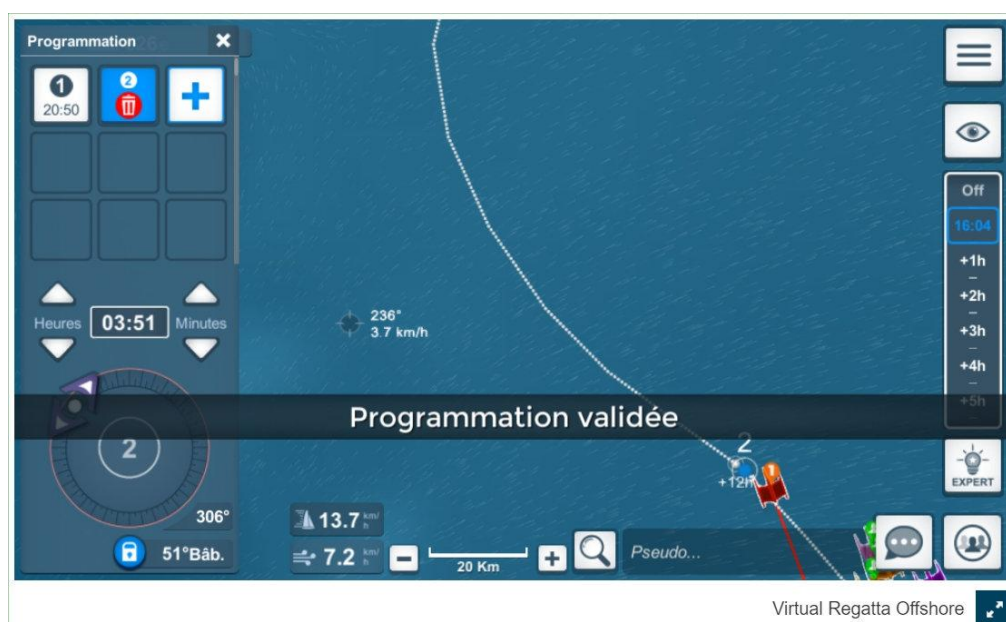 Programmation
1
20:50
2
Off
16:04
+1h
+2h
+3h
+4h
+5h
Heures
03:51
Minutes
236°
3.7 km/h
Programmation validée
2
2
+12h
1
EXPERT
306°
51°Bâb.
13.7 km/h
7.2 km/h
20 Km
Pseudo...
Virtual Regatta Offshore